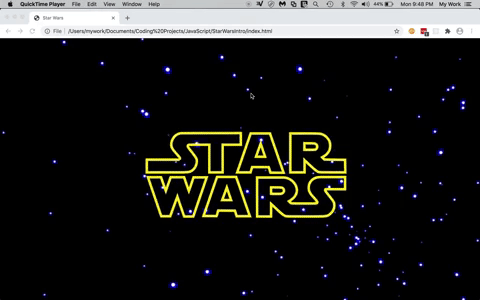 QuickTime Player File Edit View Window Help 44% Mon 9:48 PM My Work
Star Wars
File /Users/mywork/Documents/Coding%20Projects/JavaScript/StarWarsIntro/index.html
STAR
WARS